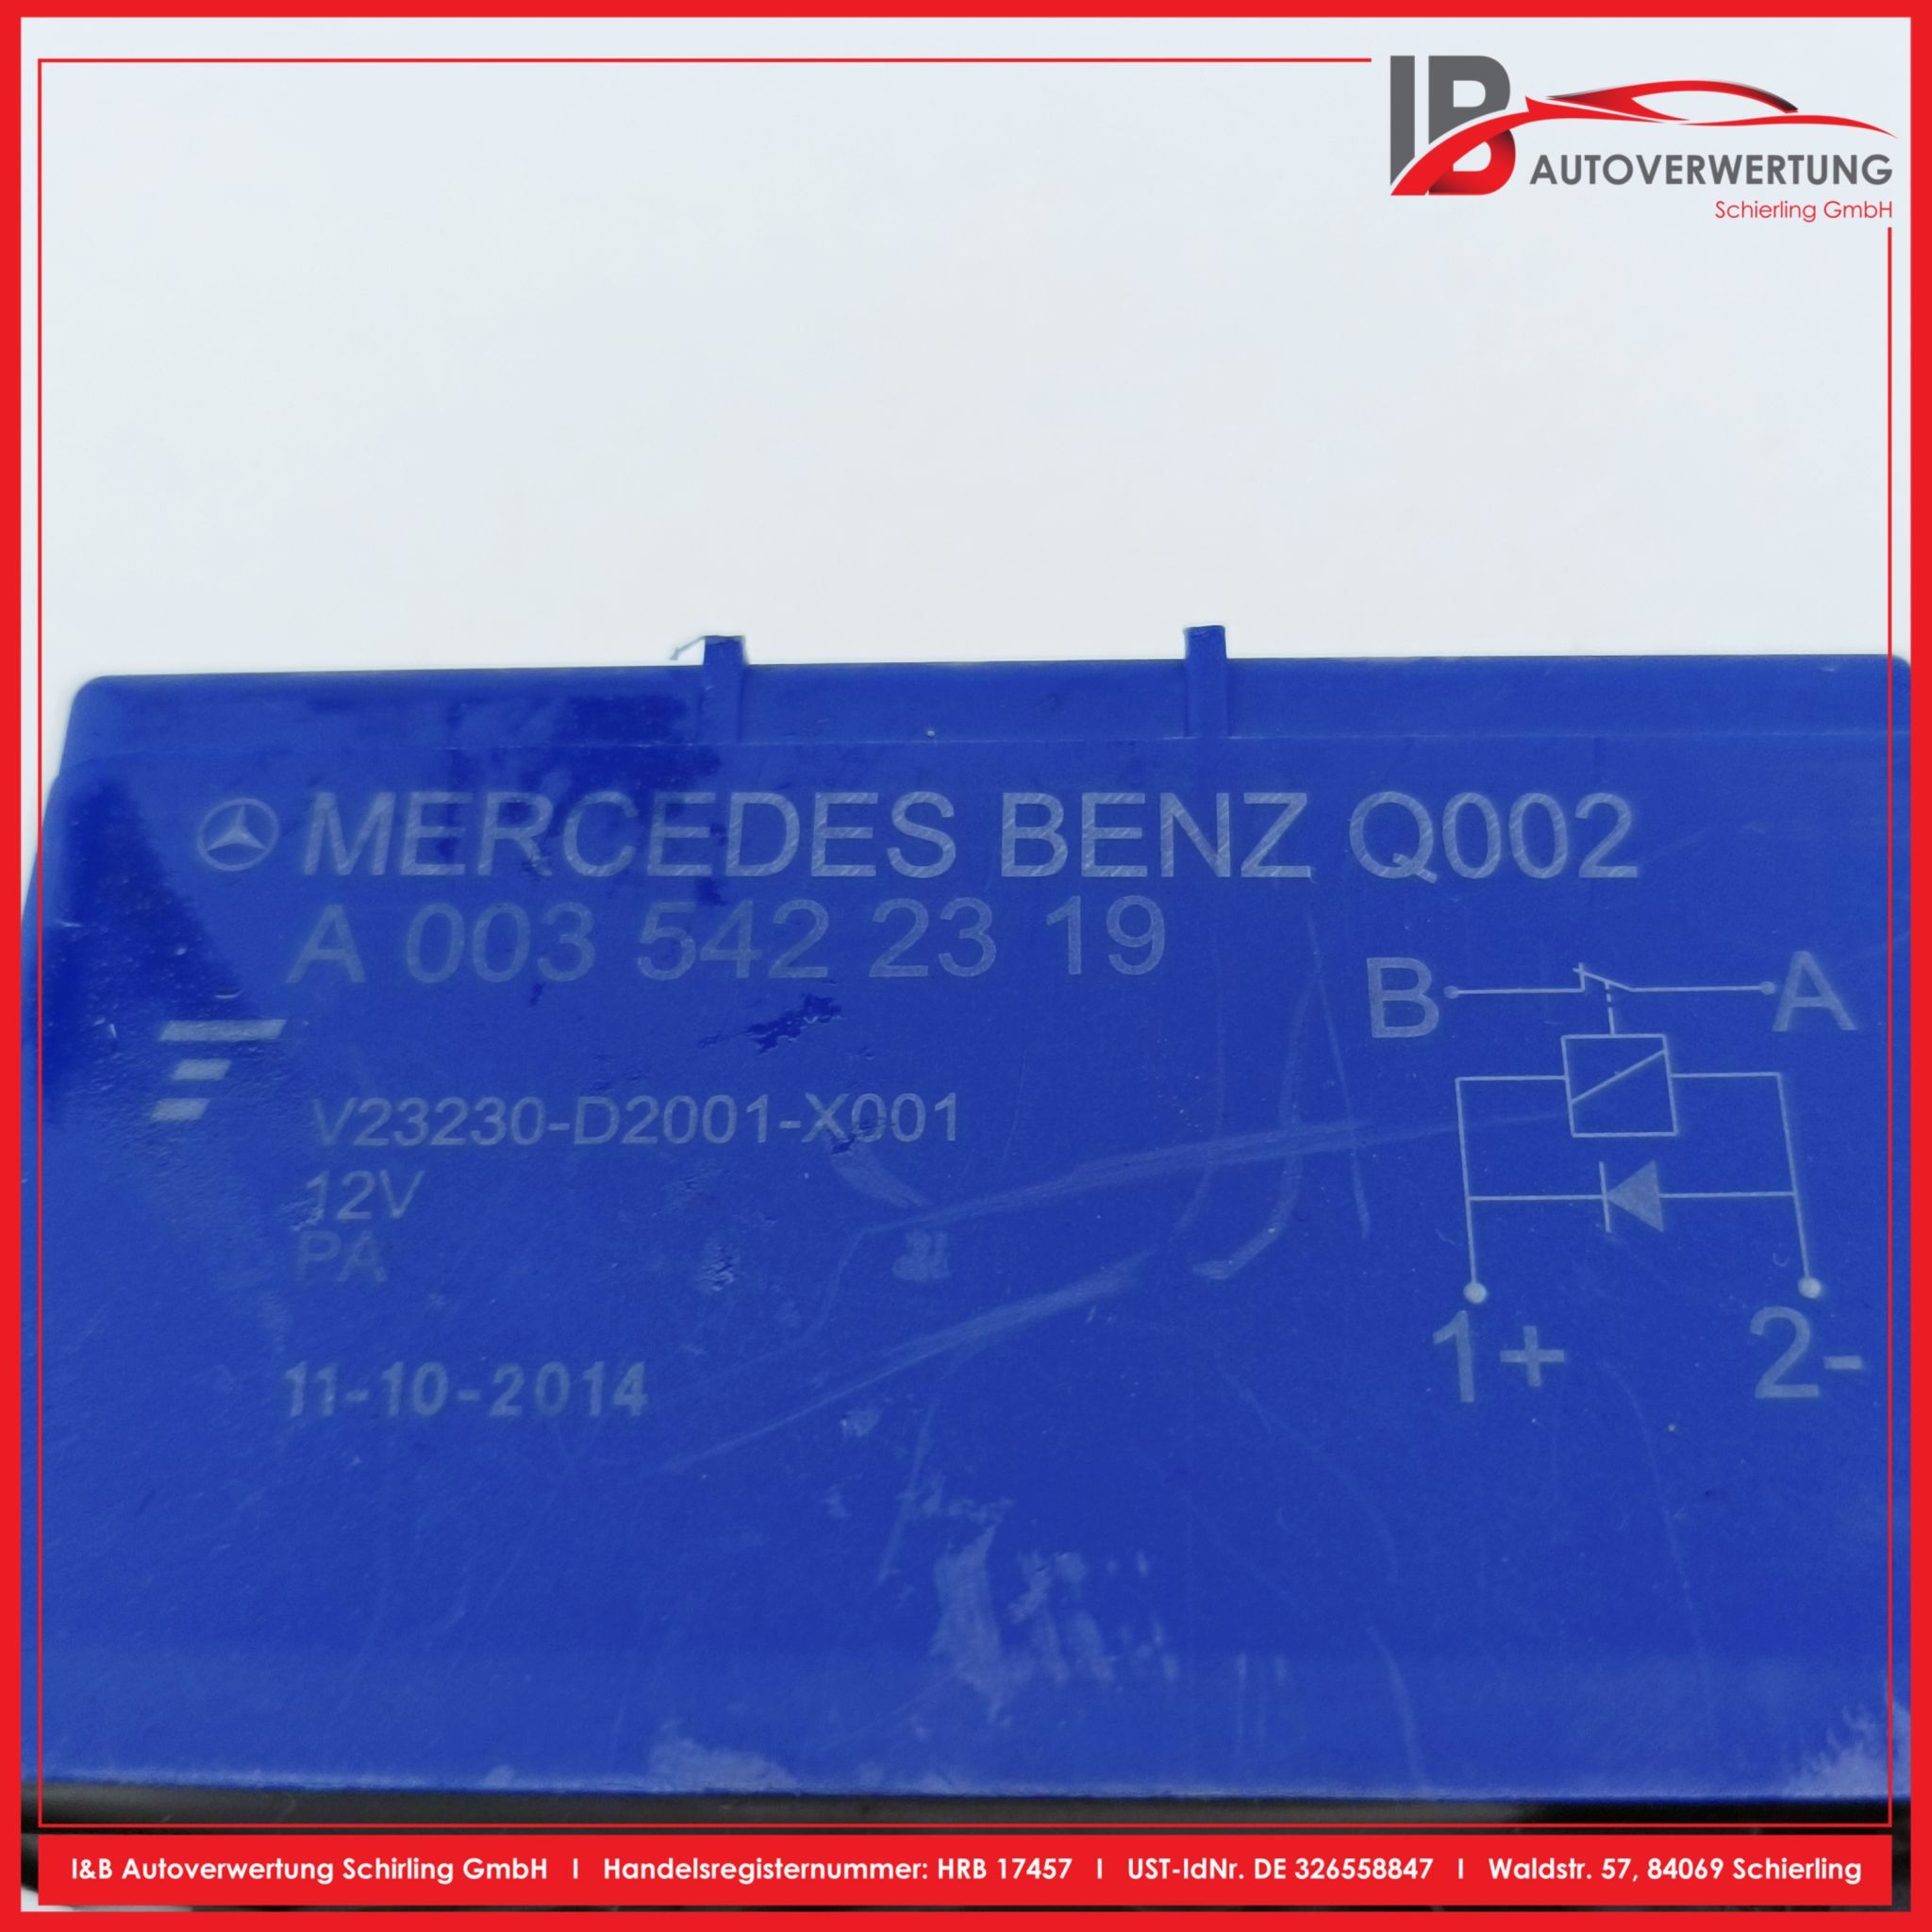 IB
AUTOVERWERTUNG
Schierling GmbH
MERCEDES BENZ Q002
A 003 542 23 19
B A
V23230-D2001-X001
12V
PA
1+ 2-
11-10-2014
I&B Autoverwertung Schirling GmbH I Handelsregisternummer: HRB 17457 I UST-IdNr. DE 326558847 I Waldstr. 57, 84069 Schierling